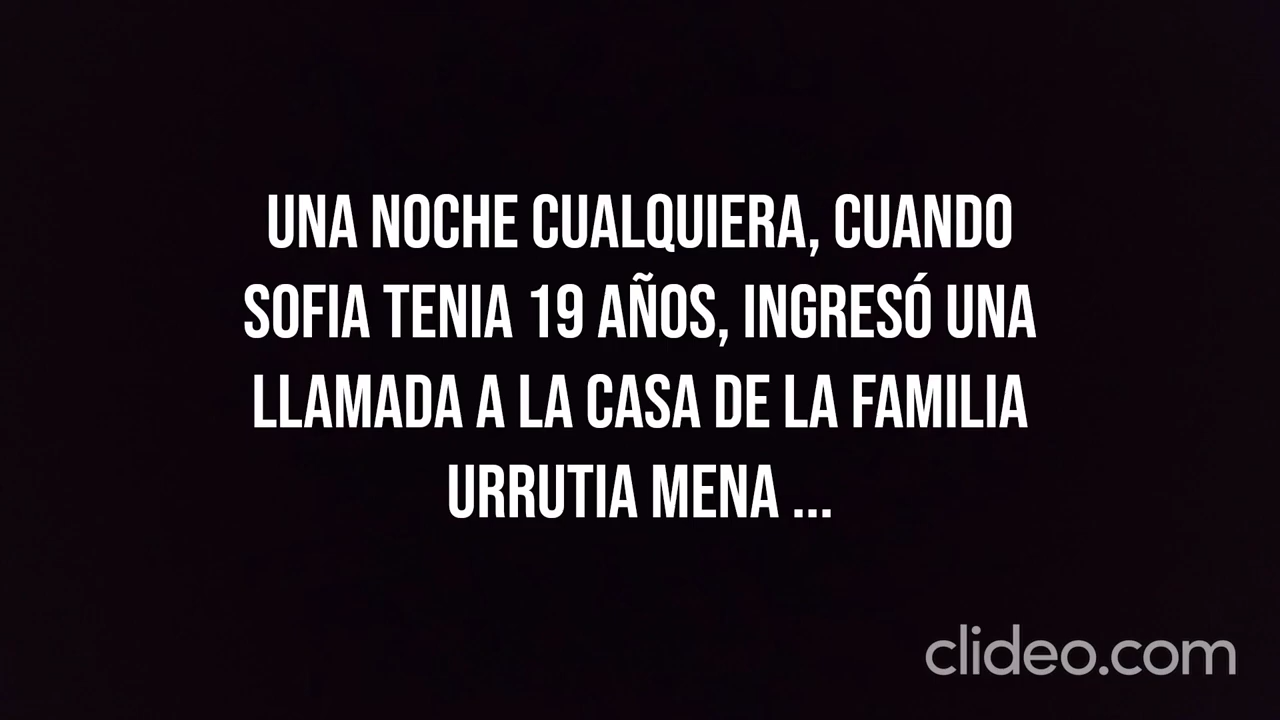 UNA NOCHE CUALQUIERA, CUANDO
SOFIA TENIA 19 AÑOS, INGRESÓ UNA
LLAMADA A LA CASA DE LA FAMILIA
URRUTIA MENA ...
clideo.com